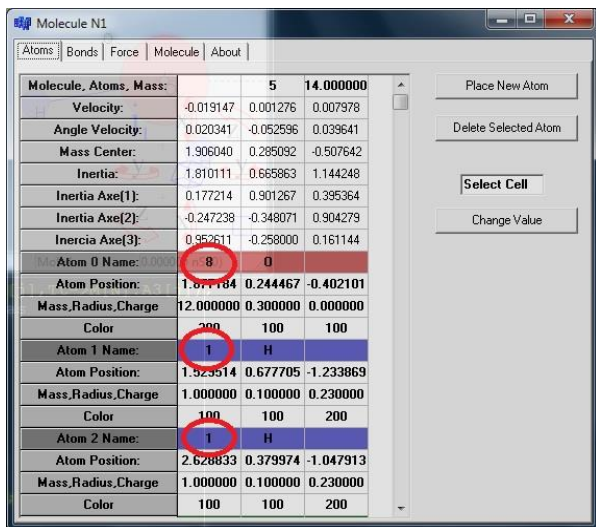 Molecule N1
Atoms Bonds Force Molecule About
Molecule, Atoms, Mass: 5 14.000000
Velocity: -0.019147 0.001276 0.007978
Angle Velocity: 0.020341 -0.052596 0.039641
Mass Center: 1.906040 0.285092 -0.507642
Inertia: 1.810111 0.665863 1.144248
Inertia Axe(1): 0.177214 0.901267 0.395364
Inertia Axe(2): -0.247238 -0.348071 0.904279
Inercia Axe(3): 0.952611 -0.258000 0.161144
Atom 0 Name: 8 O
Atom Position: 1.877184 0.244467 -0.402101
Mass,Radius,Charge 12.000000 0.300000 0.000000
Color 200 100 100
Atom 1 Name: 1 H
Atom Position: 1.529514 0.677705 -1.233869
Mass,Radius,Charge 1.000000 0.100000 0.230000
Color 100 100 200
Atom 2 Name: 1 H
Atom Position: 2.628833 0.379974 -1.047913
Mass,Radius,Charge 1.000000 0.100000 0.230000
Color 100 100 200
Place New Atom
Delete Selected Atom
Select Cell
Change Value